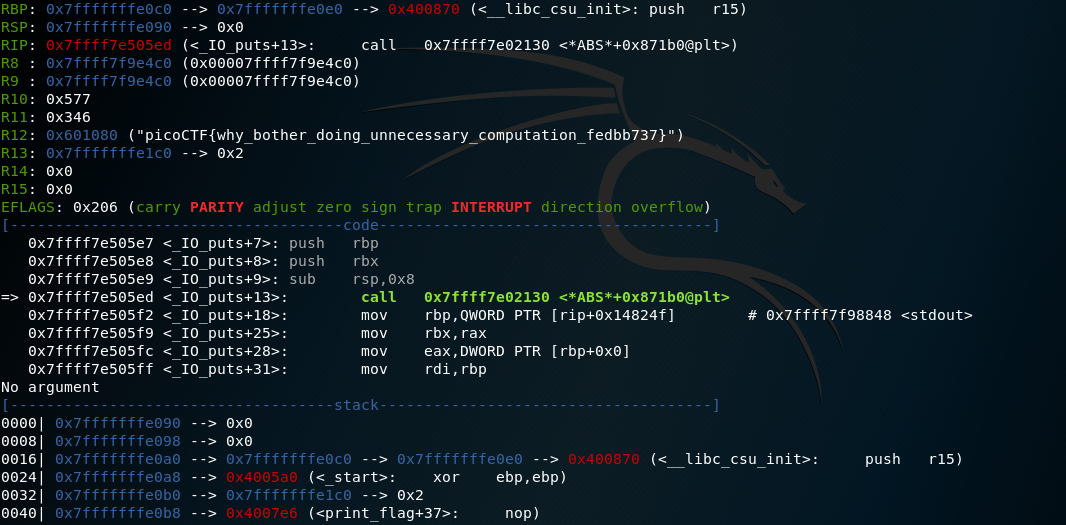 RBP: 0x7fffffffe0c0 --> 0x7fffffffe0e0 --> 0x400870 (<__libc_csu_init>: push   r15)
RSP: 0x7fffffffe090 --> 0x0
RIP: 0x7ffff7e505ed (<_IO_puts+13>:     call   0x7ffff7e02130 <*ABS*+0x871b0@plt>)
R8 : 0x7ffff7f9e4c0 (0x00007ffff7f9e4c0)
R9 : 0x7ffff7f9e4c0 (0x00007ffff7f9e4c0)
R10: 0x577
R11: 0x346
R12: 0x601080 ("picoCTF{why_bother_doing_unnecessary_computation_fedbb737}")
R13: 0x7fffffffe1c0 --> 0x2
R14: 0x0
R15: 0x0
EFLAGS: 0x206 (carry PARITY adjust zero sign trap INTERRUPT direction overflow)
[-------------------------------------code-------------------------------------]
   0x7ffff7e505e7 <_IO_puts+7>: push   rbp
   0x7ffff7e505e8 <_IO_puts+8>: push   rbx
   0x7ffff7e505e9 <_IO_puts+9>: sub    rsp,0x8
=> 0x7ffff7e505ed <_IO_puts+13>:        call   0x7ffff7e02130 <*ABS*+0x871b0@plt>
   0x7ffff7e505f2 <_IO_puts+18>:        mov    rbp,QWORD PTR [rip+0x14824f]        # 0x7ffff7f98848 <stdout>
   0x7ffff7e505f9 <_IO_puts+25>:        mov    rbx,rax
   0x7ffff7e505fc <_IO_puts+28>:        mov    eax,DWORD PTR [rbp+0x0]
   0x7ffff7e505ff <_IO_puts+31>:        mov    rdi,rbp
No argument
[------------------------------------stack-------------------------------------]
0000| 0x7fffffffe090 --> 0x0
0008| 0x7fffffffe098 --> 0x0
0016| 0x7fffffffe0a0 --> 0x7fffffffe0c0 --> 0x7fffffffe0e0 --> 0x400870 (<__libc_csu_init>:     push   r15)
0024| 0x7fffffffe0a8 --> 0x4005a0 (<_start>:    xor    ebp,ebp)
0032| 0x7fffffffe0b0 --> 0x7fffffffe1c0 --> 0x2
0040| 0x7fffffffe0b8 --> 0x4007e6 (<print_flag+37>:     nop)